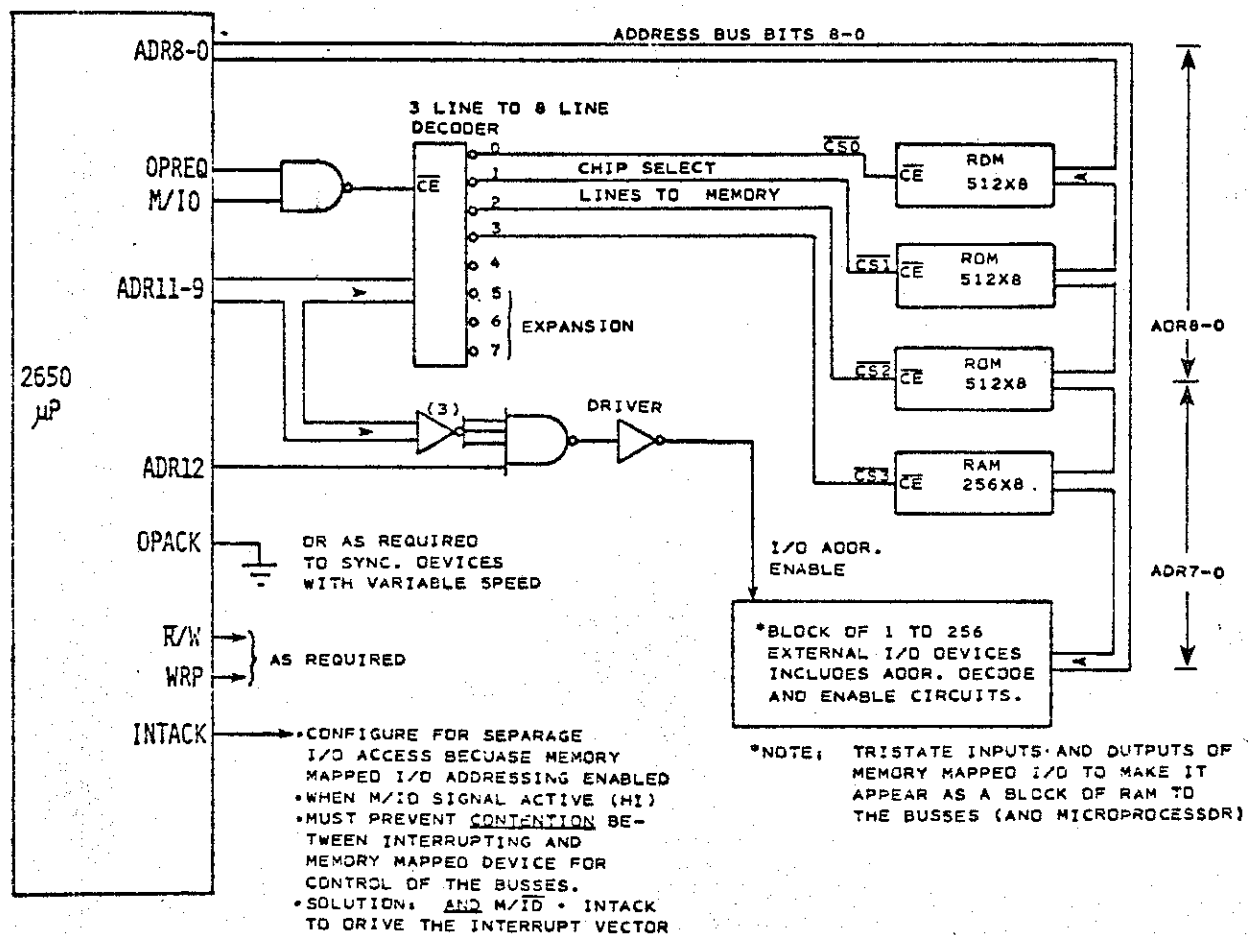 ADDRESS BUS BITS 8-0
ADR8-0
3 LINE TO 8 LINE
DECODER
OPREQ
M/IO
CE
0
1
2
3
4
5
6
7
EXPANSION
CHIP SELECT
LINES TO MEMORY
CS0
CE
ROM
512X8
CS1
CE
ROM
512X8
CS2
CE
ROM
512X8
CS3
CE
RAM
256X8
ADR8-0
ADR7-0
ADR11-9
2650
μP
(3)
DRIVER
ADR12
I/O ADDR.
ENABLE
OPACK
OR AS REQUIRED
TO SYNC. DEVICES
WITH VARIABLE SPEED
R/W
WRP
AS REQUIRED
*BLOCK OF 1 TO 256
EXTERNAL I/O DEVICES
INCLUDES ADDR. DECODE
AND ENABLE CIRCUITS.
INTACK
•CONFIGURE FOR SEPARAGE
I/O ACCESS BECUASE MEMORY
MAPPED I/O ADDRESSING ENABLED
•WHEN M/IO SIGNAL ACTIVE (HI)
•MUST PREVENT CONTENTION BE-
TWEEN INTERRUPTING AND
MEMORY MAPPED DEVICE FOR
CONTROL OF THE BUSSES.
•SOLUTION: AND M/IO • INTACK
TO DRIVE THE INTERRUPT VECTOR
*NOTE: TRISTATE INPUTS AND OUTPUTS OF
MEMORY MAPPED I/O TO MAKE IT
APPEAR AS A BLOCK OF RAM TO
THE BUSSES (AND MICROPROCESSOR)